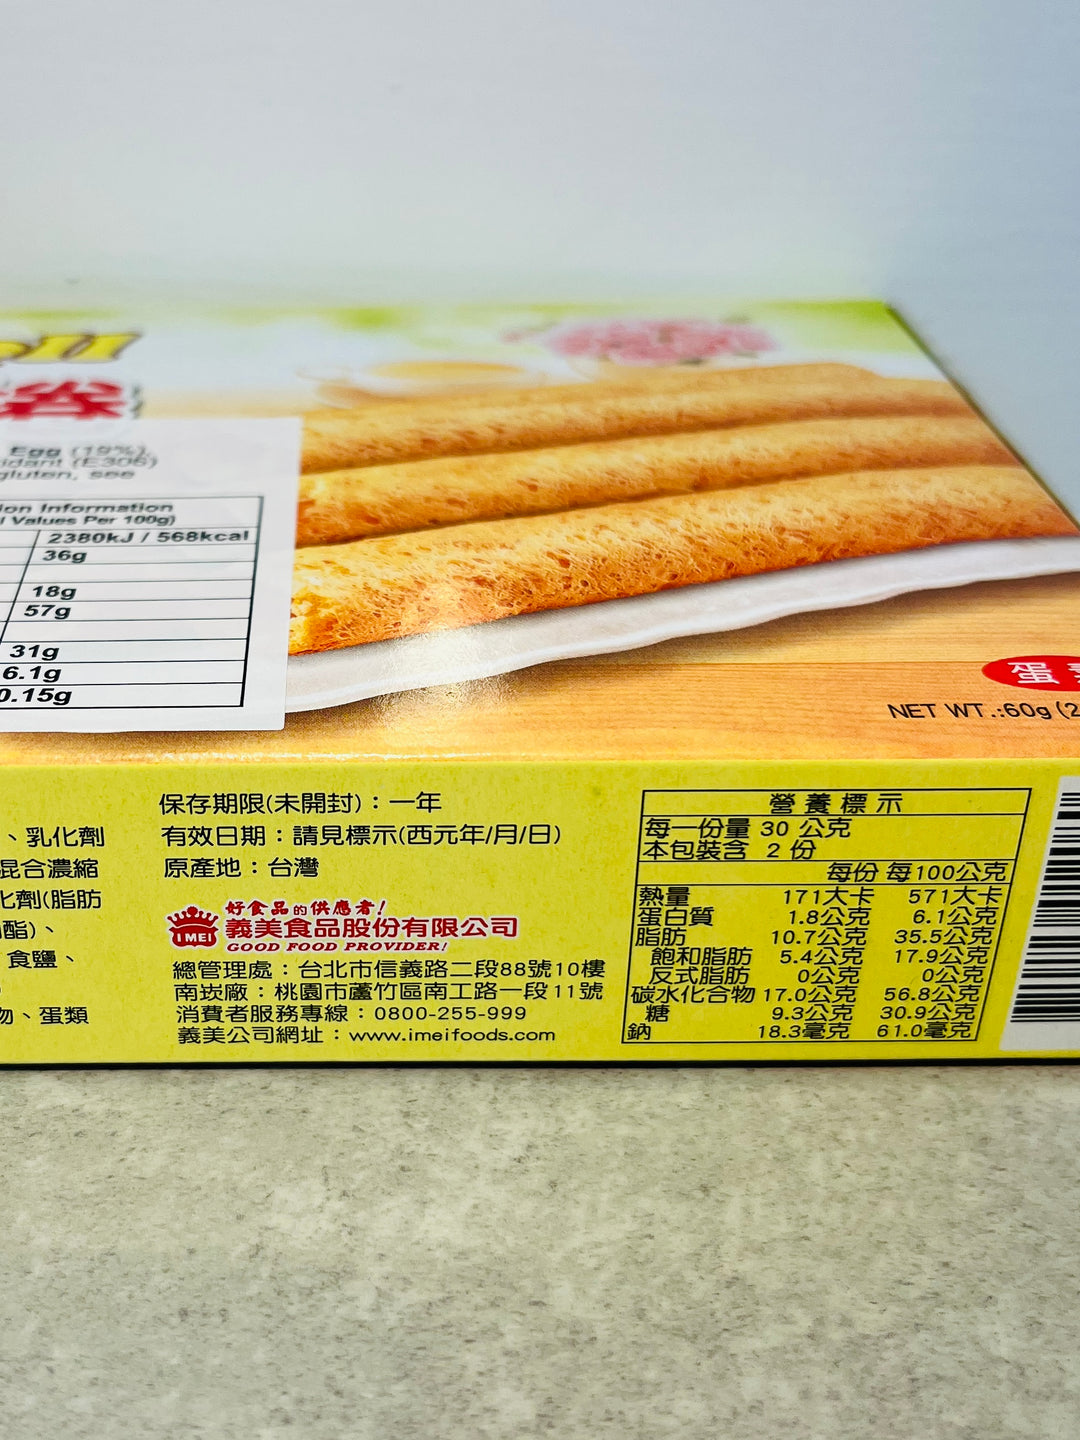 oll
券
Egg (19%),
idant (E306)
gluten, see
ion Information
l Values Per 100g)
2380kJ / 568kcal
36g
18g
57g
31g
6.1g
0.15g
蛋
NET WT.:60g (2
、乳化劑
混合濃縮
化劑(脂肪
酯)、
食鹽、
物、蛋類
保存期限(未開封)：一年
有效日期：請見標示(西元年/月/日)
原產地：台灣
I MEI
好食品的供應者!
義美食品股份有限公司
GOOD FOOD PROVIDER!
總管理處：台北市信義路二段88號10樓
南崁廠：桃園市蘆竹區南工路一段11號
消費者服務專線：0800-255-999
義美公司網址：www.imeifoods.com
營養標示
每一份量 30 公克
本包裝含 2 份
每份 每100公克
熱量 171大卡 571大卡
蛋白質 1.8公克 6.1公克
脂肪 10.7公克 35.5公克
飽和脂肪 5.4公克 17.9公克
反式脂肪 0公克 0公克
碳水化合物 17.0公克 56.8公克
糖 9.3公克 30.9公克
鈉 18.3毫克 61.0毫克